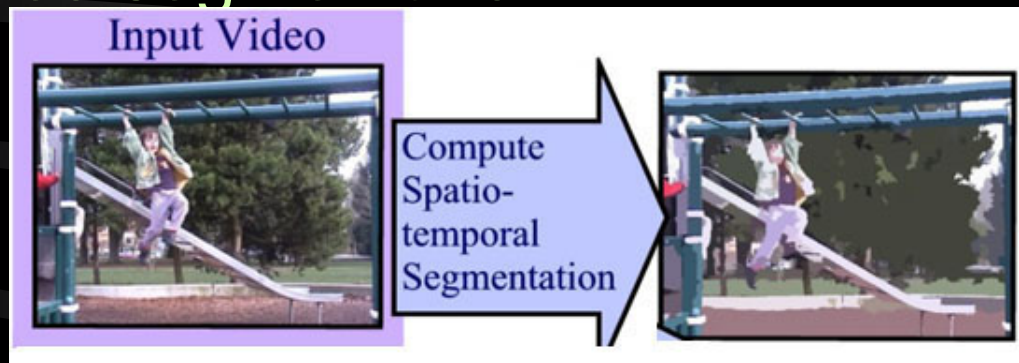 Input Video
Compute
Spatio-
temporal
Segmentation